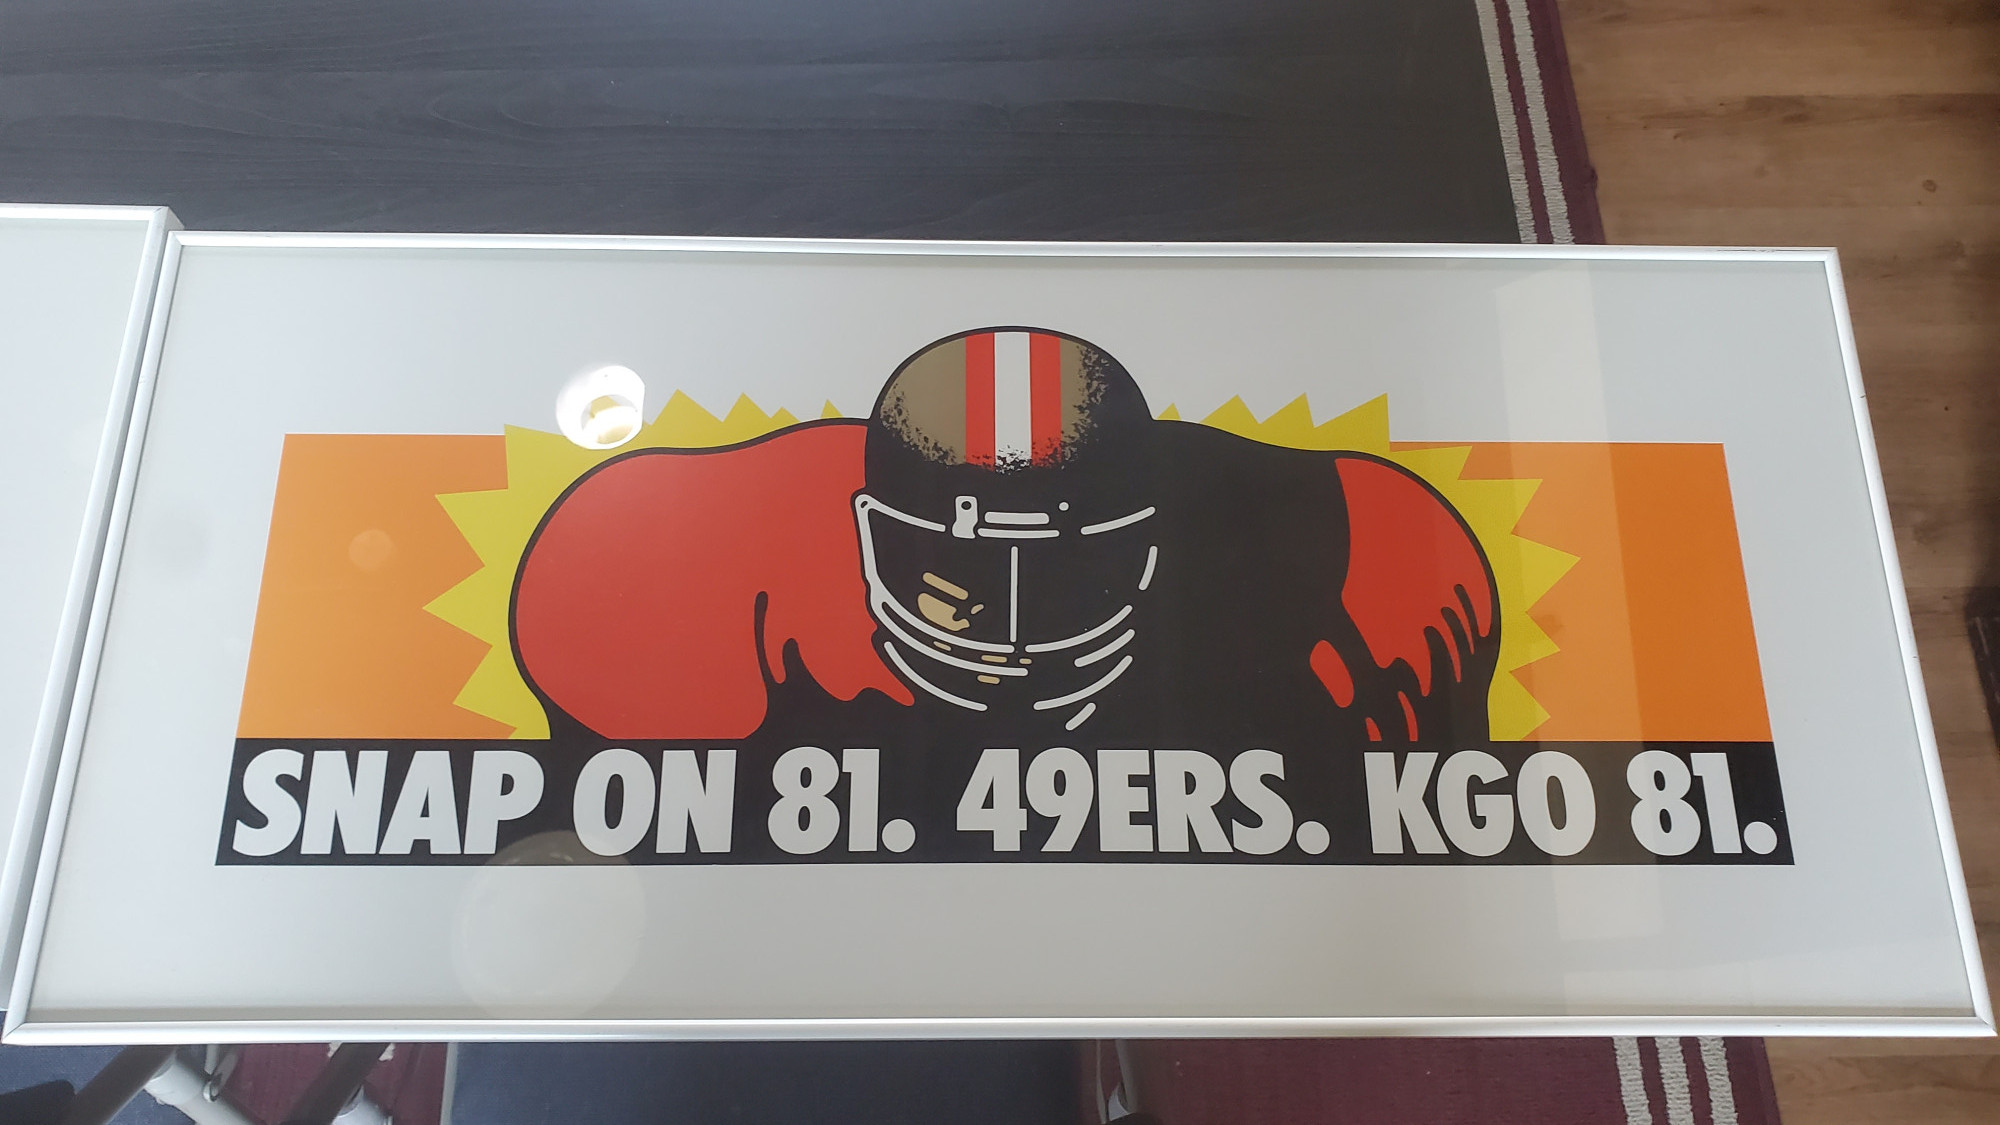 SNAP ON 81. 49ERS. KGO 81.